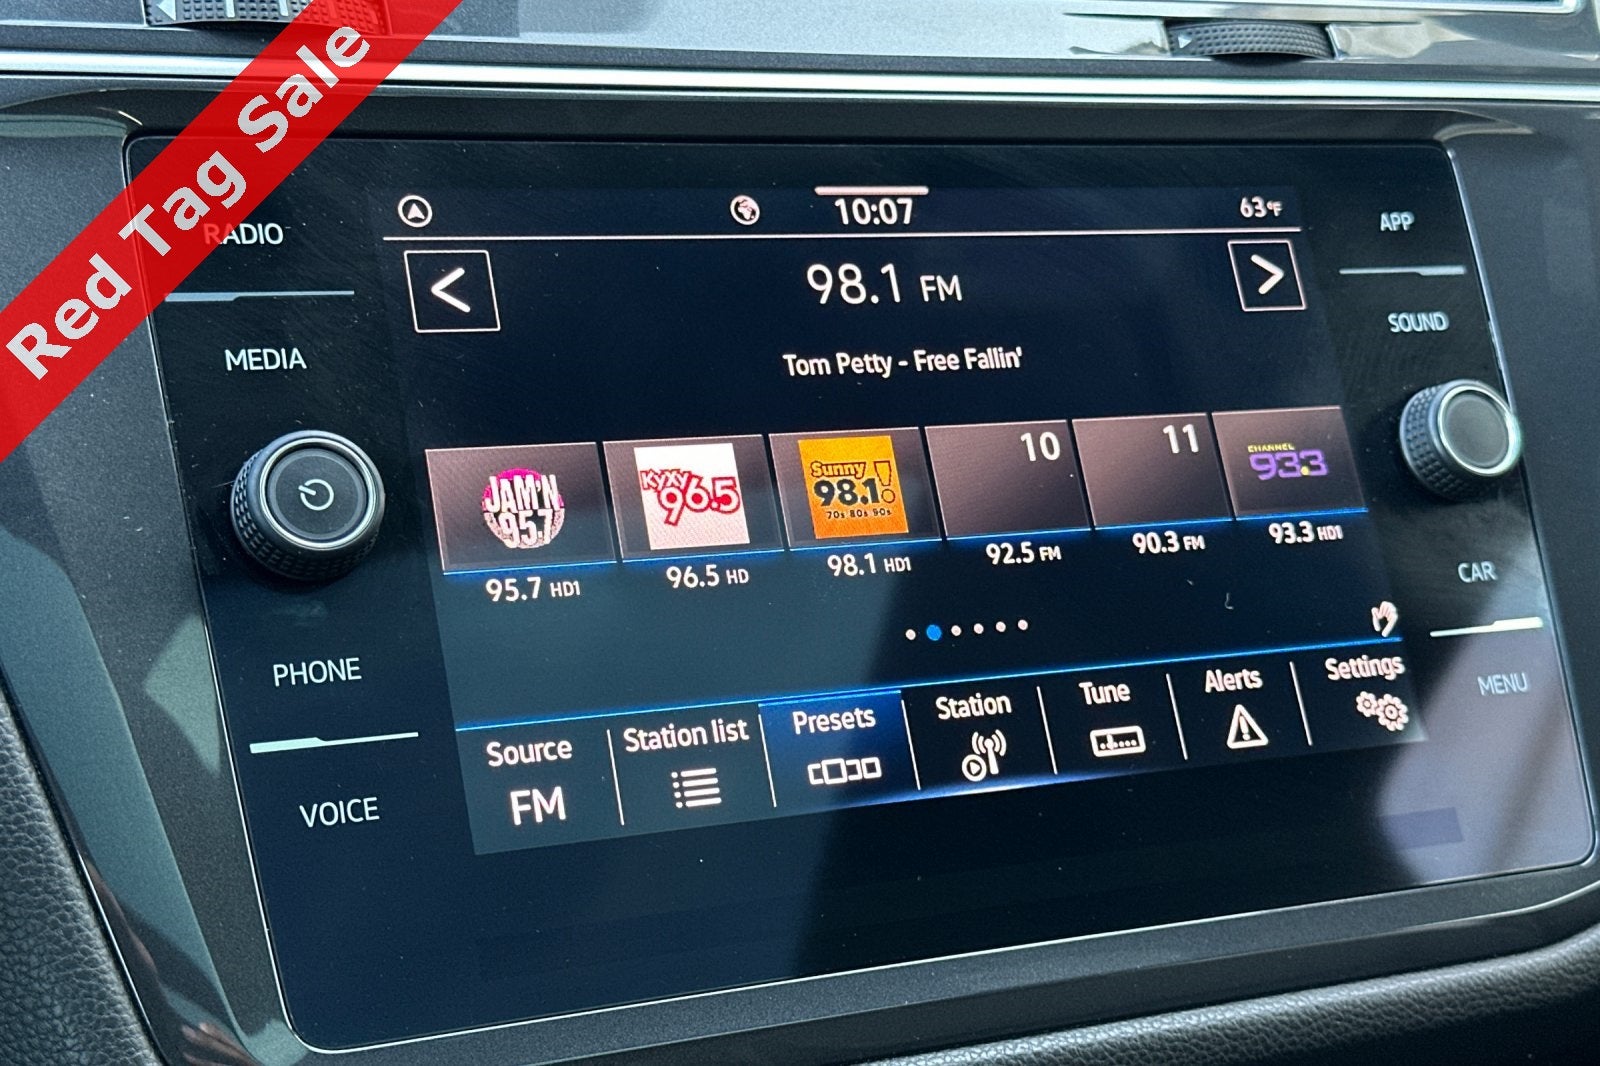 Red Tag Sale
RADIO
MEDIA
PHONE
VOICE
10:07
63°F
98.1 FM
Tom Petty - Free Fallin'
JAM'N
95.7
KyXy
96.5
Sunny
98.1!
70s 80s 90s
10
11
CHANNEL
93.3
95.7 HD1
96.5 HD
98.1 HD1
92.5 FM
90.3 FM
93.3 HD1
Source
FM
Station list
Presets
Station
Tune
Alerts
Settings
APP
SOUND
CAR
MENU